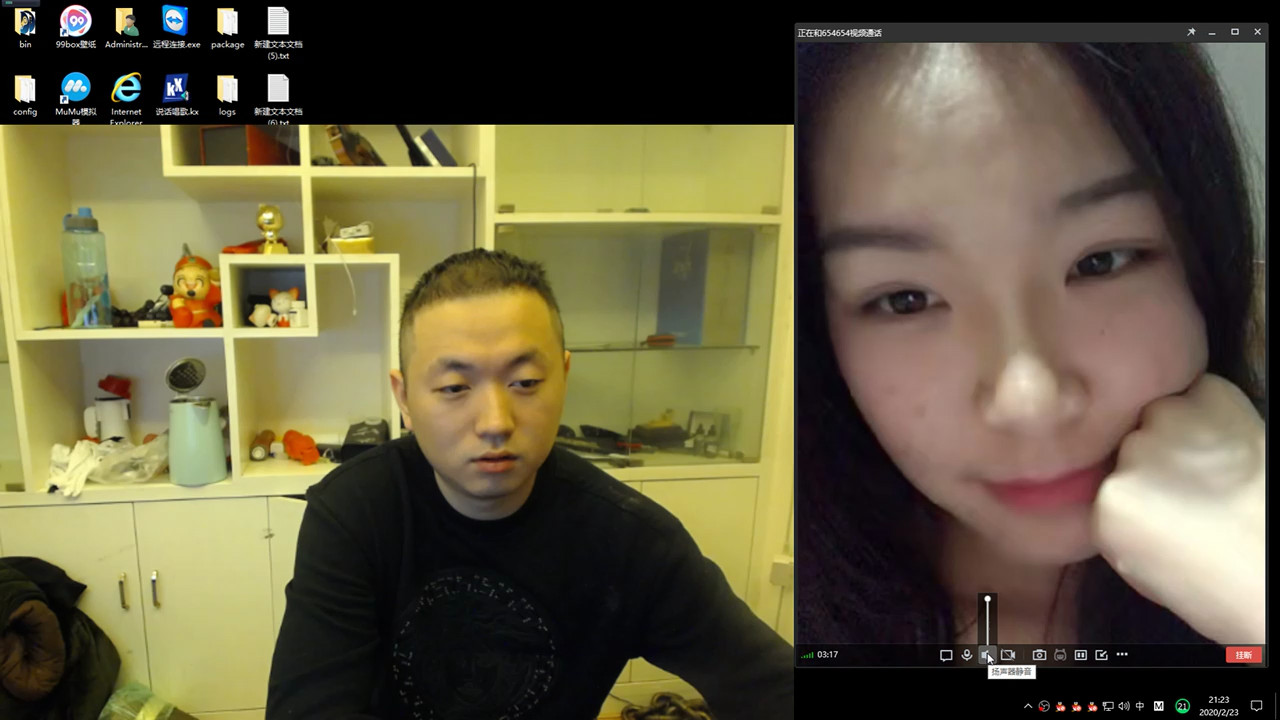 bin
99box壁纸
Administr...
远程连接.exe
package
新建文本文档
(5).txt
config
MuMu模拟
器
Internet
Explorer
说话唱歌.kx
logs
新建文本文档
(6).txt
正在和654654视频通话
03:17
扬声器静音
挂断
中
M
21
21:23
2020/2/23